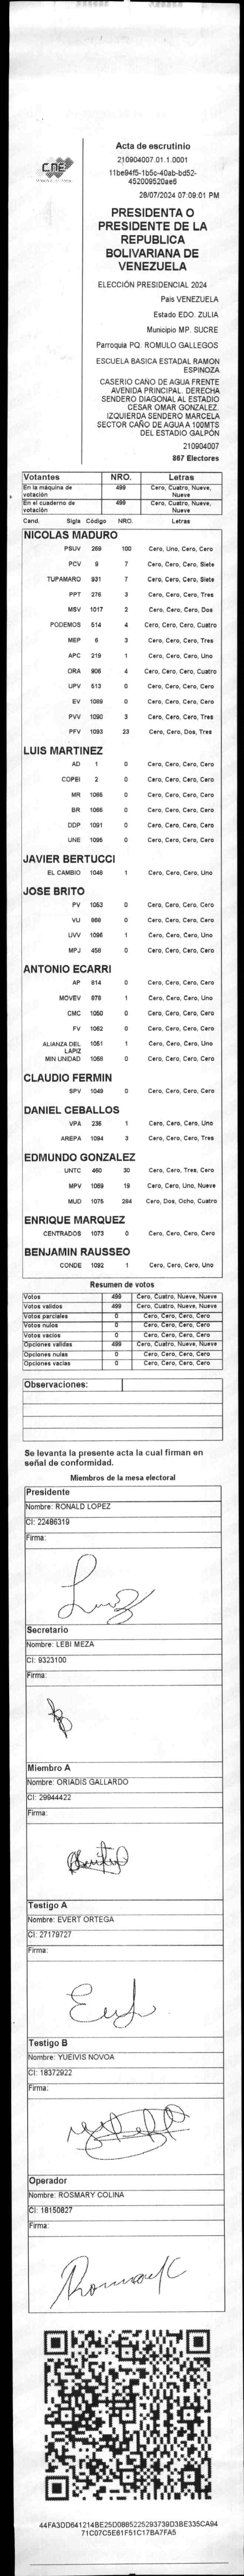 CNE
Acta de escrutinio
210904007.01.1.0001
11be94f5-1b5c-40ab-bd52-
452009520ae6
28/07/2024 07:09:01 PM
PRESIDENTA O
PRESIDENTE DE LA
REPUBLICA
BOLIVARIANA DE
VENEZUELA
ELECCIÓN PRESIDENCIAL 2024
Pais VENEZUELA
Estado EDO. ZULIA
Municipio MP. SUCRE
Parroquia PQ. ROMULO GALLEGOS
ESCUELA BASICA ESTADAL RAMON
ESPINOZA
CASERIO CAÑO DE AGUA FRENTE
AVENIDA PRINCIPAL. DERECHA
SENDERO DIAGONAL AL ESTADIO
CESAR OMAR GONZALEZ.
IZQUIERDA SENDERO MARCELA
SECTOR CAÑO DE AGUA A 100MTS
DEL ESTADIO GALPÓN
210904007
867 Electores
Votantes NRO. Letras
En la máquina de votación 499 Cero, Cuatro, Nueve, Nueve
En el cuaderno de votación 499 Cero, Cuatro, Nueve, Nueve
Cand. Sigla Código NRO. Letras
NICOLAS MADURO
PSUV 269 100 Cero, Uno, Cero, Cero
PCV 9 7 Cero, Cero, Cero, Siete
TUPAMARO 931 7 Cero, Cero, Cero, Siete
PPT 276 3 Cero, Cero, Cero, Tres
MSV 1017 2 Cero, Cero, Cero, Dos
PODEMOS 514 4 Cero, Cero, Cero, Cuatro
MEP 6 3 Cero, Cero, Cero, Tres
APC 219 1 Cero, Cero, Cero, Uno
ORA 906 4 Cero, Cero, Cero, Cuatro
UPV 513 0 Cero, Cero, Cero, Cero
EV 1089 0 Cero, Cero, Cero, Cero
PVV 1090 3 Cero, Cero, Cero, Tres
PFV 1093 23 Cero, Cero, Dos, Tres
LUIS MARTINEZ
AD 1 0 Cero, Cero, Cero, Cero
COPEI 2 0 Cero, Cero, Cero, Cero
MR 1065 0 Cero, Cero, Cero, Cero
BR 1066 0 Cero, Cero, Cero, Cero
DDP 1091 0 Cero, Cero, Cero, Cero
UNE 1095 0 Cero, Cero, Cero, Cero
JAVIER BERTUCCI
EL CAMBIO 1048 1 Cero, Cero, Cero, Uno
JOSE BRITO
PV 1053 0 Cero, Cero, Cero, Cero
VU 868 0 Cero, Cero, Cero, Cero
UVV 1096 1 Cero, Cero, Cero, Uno
MPJ 458 0 Cero, Cero, Cero, Cero
ANTONIO ECARRI
AP 814 0 Cero, Cero, Cero, Cero
MOVEV 878 1 Cero, Cero, Cero, Uno
CMC 1050 0 Cero, Cero, Cero, Cero
FV 1062 0 Cero, Cero, Cero, Cero
ALIANZA DEL LAPIZ 1051 1 Cero, Cero, Cero, Uno
MIN UNIDAD 1068 0 Cero, Cero, Cero, Cero
CLAUDIO FERMIN
SPV 1049 0 Cero, Cero, Cero, Cero
DANIEL CEBALLOS
VPA 236 1 Cero, Cero, Cero, Uno
AREPA 1094 3 Cero, Cero, Cero, Tres
EDMUNDO GONZALEZ
UNTC 460 30 Cero, Cero, Tres, Cero
MPV 1069 19 Cero, Cero, Uno, Nueve
MUD 1075 284 Cero, Dos, Ocho, Cuatro
ENRIQUE MARQUEZ
CENTRADOS 1073 0 Cero, Cero, Cero, Cero
BENJAMIN RAUSSEO
CONDE 1092 1 Cero, Cero, Cero, Uno
Resumen de votos
Votos 499 Cero, Cuatro, Nueve, Nueve
Votos validos 499 Cero, Cuatro, Nueve, Nueve
Votos parciales 0 Cero, Cero, Cero, Cero
Votos nulos 0 Cero, Cero, Cero, Cero
Votos vacios 0 Cero, Cero, Cero, Cero
Opciones validas 499 Cero, Cuatro, Nueve, Nueve
Opciones nulas 0 Cero, Cero, Cero, Cero
Opciones vacias 0 Cero, Cero, Cero, Cero
Observaciones:
Se levanta la presente acta la cual firman en
señal de conformidad.
Miembros de la mesa electoral
Presidente
Nombre: RONALD LOPEZ
CI: 22486319
Firma:
Secretario
Nombre: LEBI MEZA
CI: 9323100
Firma:
Miembro A
Nombre: ORIADIS GALLARDO
CI: 29944422
Firma:
Testigo A
Nombre: EVERT ORTEGA
CI: 27179727
Firma:
Testigo B
Nombre: YUEIVIS NOVOA
CI: 18372922
Firma:
Operador
Nombre: ROSMARY COLINA
CI: 18150827
Firma:
44FA3DD641214BE25D0885225293739D3BE335CA94
71C07C5E61F51C17BA7FA5